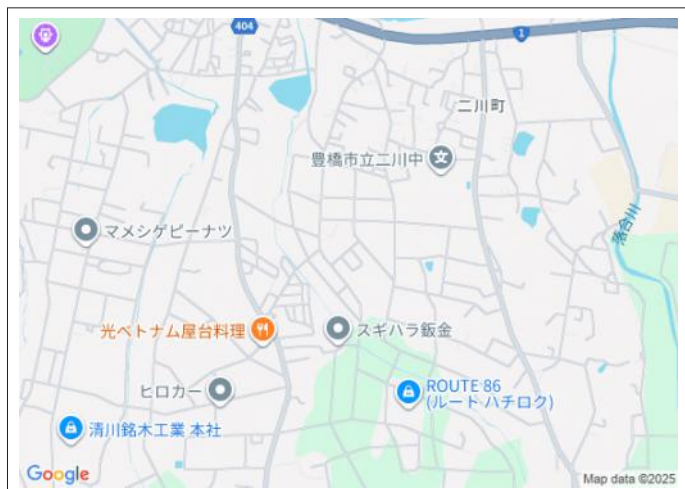 404
1
二川町
豊橋市立二川中
文
落合川
マメシゲピーナツ
光ベトナム屋台料理
スギハラ鈑金
ヒロカー
ROUTE 86
(ルート ハチロク)
清川銘木工業 本社
Google
Map data ©2025